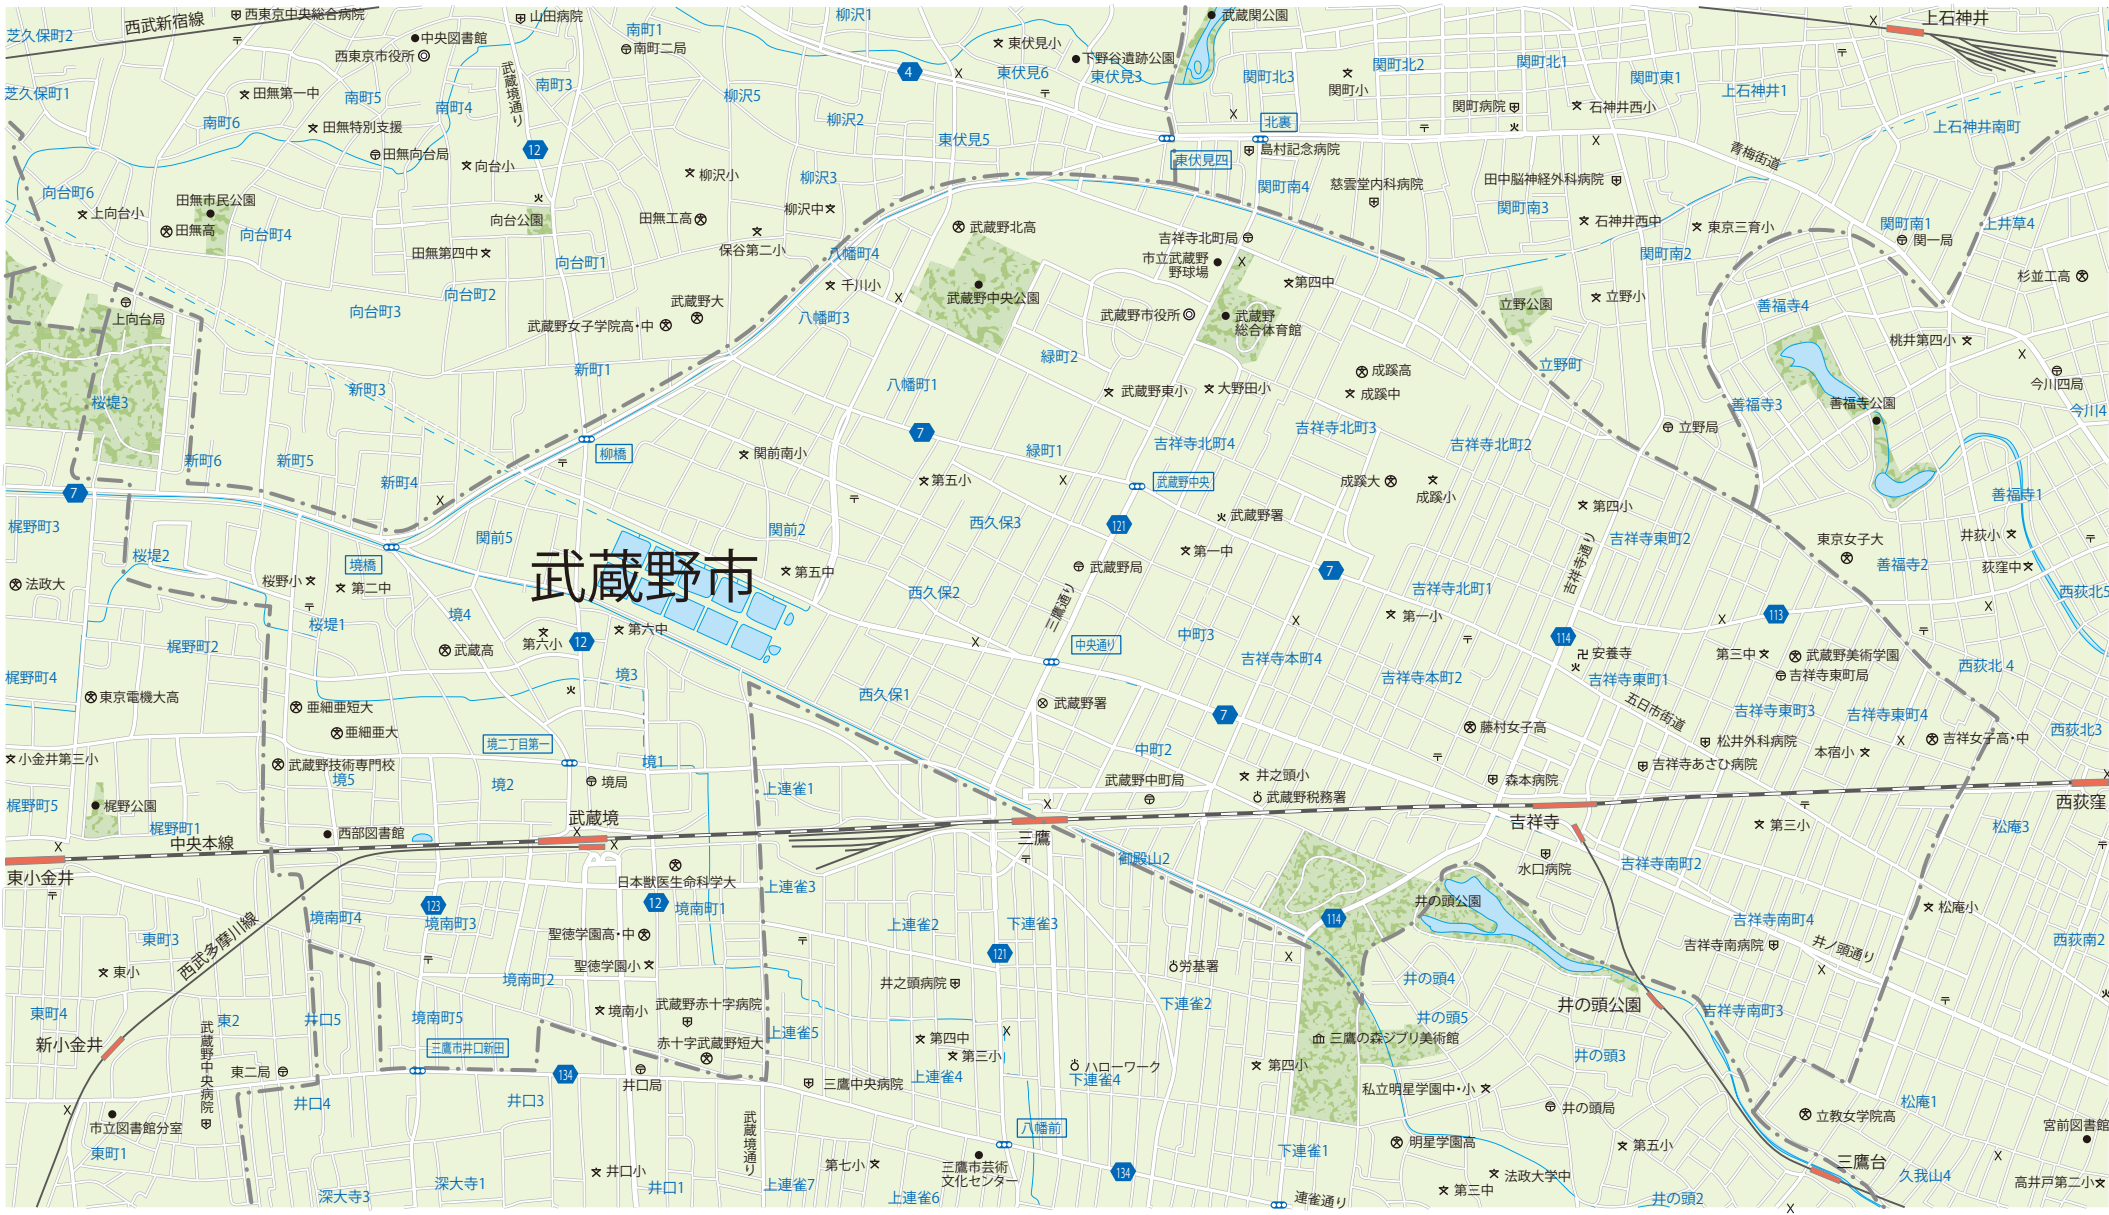 西武新宿線
西東京中央総合病院
山田病院
南町1
柳沢1
武蔵関公園
上石神井
芝久保町2
中央図書館
西東京市役所
南町二局
東伏見小
下野谷遺跡公園
東伏見6
東伏見3
関町北3
関町北2
関町北1
関町東1
4
芝久保町1
田無第一中
南町5
南町4
南町3
武蔵境通り
柳沢5
関町小
関町病院
石神井西小
上石神井1
南町6
田無特別支援
柳沢2
東伏見5
北裏
上石神井南町
田無向台局
向台小
12
柳沢小
柳沢3
東伏見四
島村記念病院
青梅街道
向台町6
田無市民公園
上向台小
田無高
向台町4
向台公園
田無工高
柳沢中
関町南4
慈雲堂内科病院
田中脳神経外科病院
関町南3
石神井西中
東京三育小
関町南1
関一局
上井草4
田無第四中
向台町1
保谷第二小
八幡町4
武蔵野北高
吉祥寺北町局
市立武蔵野
野球場
関町南2
杉並工高
向台町2
向台町3
上向台局
武蔵野大
武蔵野女子学院高・中
千川小
八幡町3
武蔵野中央公園
武蔵野市役所
第四中
武蔵野
総合体育館
立野公園
立野小
善福寺4
桃井第四小
新町1
新町3
桜堤3
緑町2
八幡町1
武蔵野東小
大野田小
成蹊高
成蹊中
立野町
今川四局
善福寺3
善福寺公園
今川4
7
柳橋
関前南小
緑町1
吉祥寺北町4
吉祥寺北町3
吉祥寺北町2
立野局
新町6
新町5
新町4
7
第五小
武蔵野中央
成蹊大
成蹊小
第四小
善福寺1
梶野町3
関前5
関前2
西久保3
121
武蔵野署
吉祥寺東町2
東京女子大
井荻小
桜堤2
境橋
武蔵野市
第一中
吉祥寺通り
善福寺2
荻窪中
法政大
桜野小
第二中
第五中
武蔵野局
7
吉祥寺北町1
西荻北5
桜堤1
境4
西久保2
三鷹通り
第一小
113
梶野町2
武蔵高
第六小
12
第六中
中央通り
中町3
114
安養寺
第三中
武蔵野美術学園
梶野町4
境3
吉祥寺本町4
吉祥寺本町2
吉祥寺東町1
吉祥寺東町局
西荻北4
東京電機大高
亜細亜短大
西久保1
武蔵野署
7
五日市街道
吉祥寺東町3
吉祥寺東町4
亜細亜大
藤村女子高
西荻北3
小金井第三小
境二丁目第一
中町2
松井外科病院
本宿小
吉祥女子高・中
武蔵野技術専門校
境5
境2
境局
境1
上連雀1
武蔵野中町局
井之頭小
武蔵野税務署
森本病院
吉祥寺あさひ病院
梶野町5
梶野公園
梶野町1
西部図書館
武蔵境
三鷹
吉祥寺
第三小
西荻窪
松庵3
中央本線
東小金井
御殿山2
水口病院
吉祥寺南町2
日本獣医生命科学大
上連雀3
井の頭公園
境南町4
123
境南町3
12
境南町1
上連雀2
下連雀3
114
吉祥寺南町4
松庵小
西武多摩川線
東町3
聖徳学園高・中
121
吉祥寺南病院
井ノ頭通り
西荻南2
東小
聖徳学園小
労基署
井の頭4
境南町2
井之頭病院
下連雀2
井の頭公園
吉祥寺南町3
東町4
東2
井口5
境南町5
境南小
武蔵野赤十字病院
上連雀5
井の頭5
三鷹の森ジブリ美術館
新小金井
武蔵野中央病院
三鷹市井口新田
赤十字武蔵野短大
第四中
第三小
井の頭3
東二局
134
井口局
三鷹中央病院
上連雀4
ハローワーク
下連雀4
第四小
私立明星学園中・小
井口4
井口3
井の頭局
松庵1
立教女学院高
市立図書館分室
武蔵境通り
八幡前
宮前図書館
東町1
第七小
三鷹市芸術
文化センター
134
下連雀1
明星学園高
第五小
三鷹台
深大寺3
深大寺1
井口小
井口1
上連雀7
上連雀6
連雀通り
第三中
法政大学中
井の頭2
久我山4
高井戸第二小